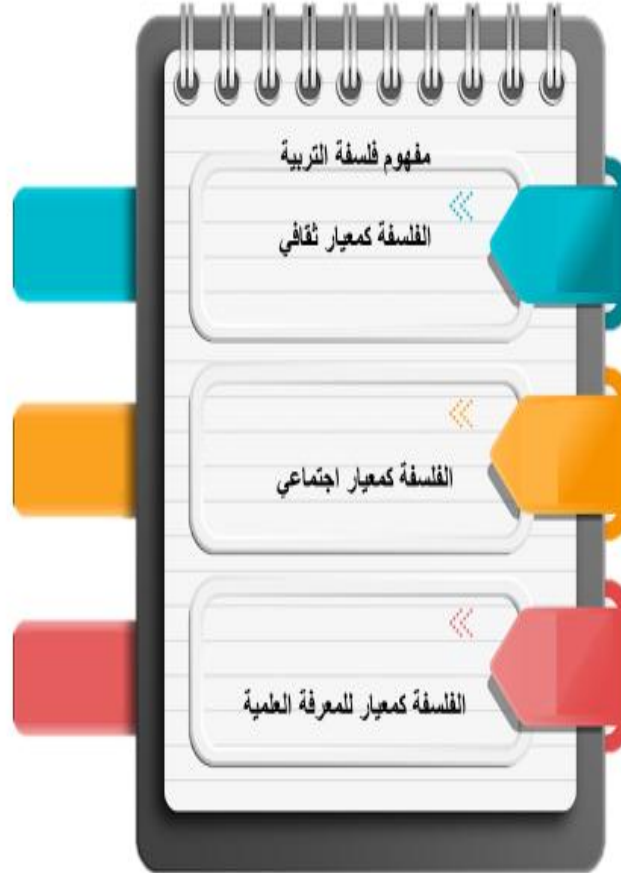 مفهوم فلسفة التربية
الفلسفة كمعيار ثقافي
الفلسفة كمعيار اجتماعي
الفلسفة كمعيار للمعرفة العلمية